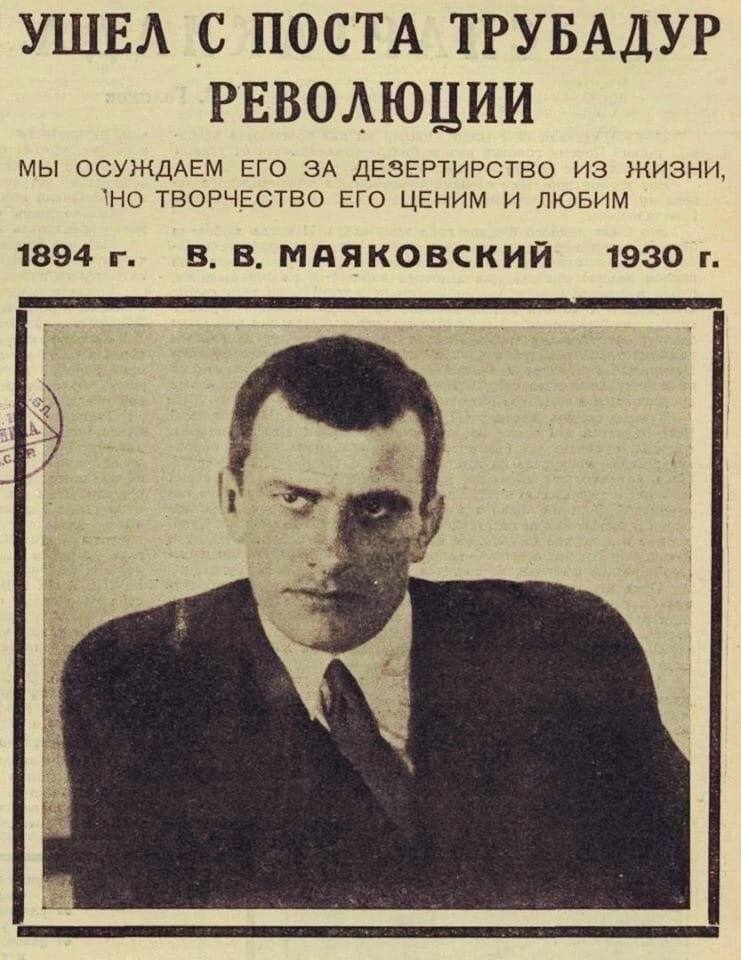 УШЕЛ С ПОСТА ТРУБАДУР
РЕВОЛЮЦИИ
МЫ ОСУЖДАЕМ ЕГО ЗА ДЕЗЕРТИРСТВО ИЗ ЖИЗНИ,
НО ТВОРЧЕСТВО ЕГО ЦЕНИМ И ЛЮБИМ
1894 г. В. В. МАЯКОВСКИЙ 1930 г.